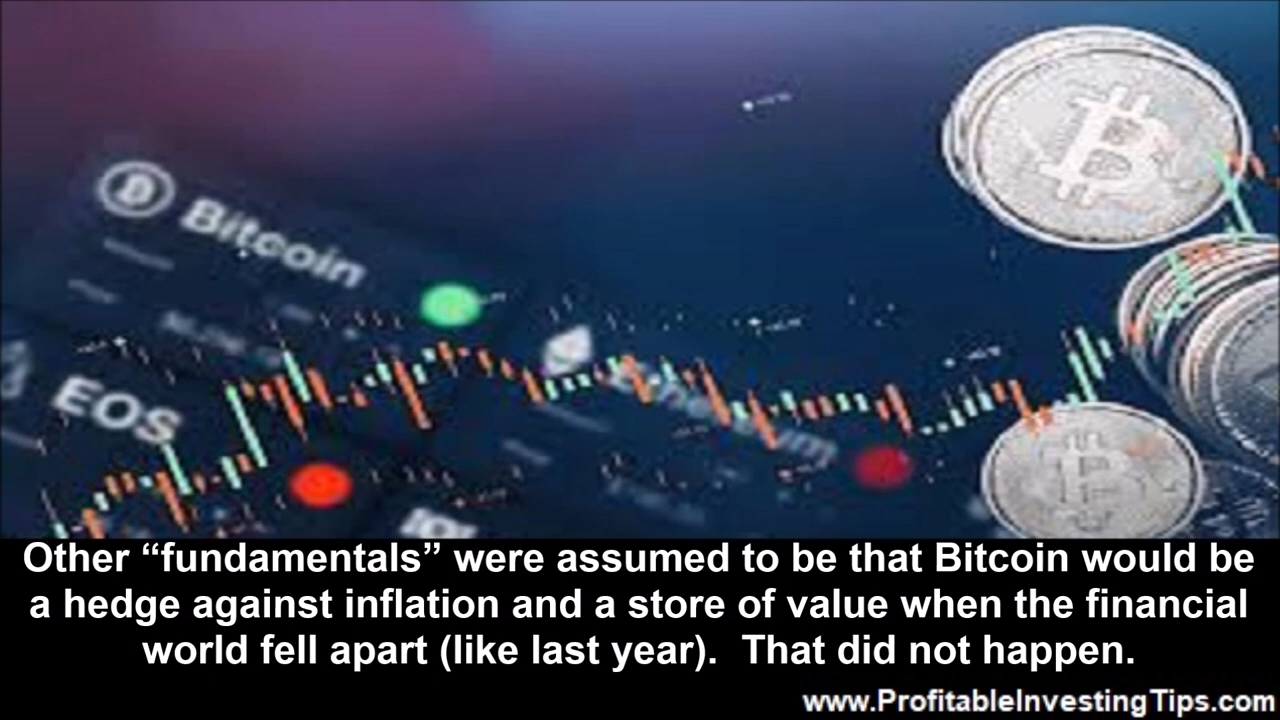 Bitcoin
EOS
Ethereum
Other “fundamentals” were assumed to be that Bitcoin would be
a hedge against inflation and a store of value when the financial
world fell apart (like last year).  That did not happen.
www.ProfitableInvestingTips.com